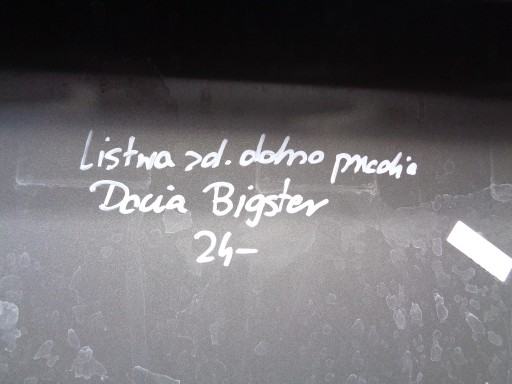 Listwa zd. dolna przednia
Dacia Bigster
24-